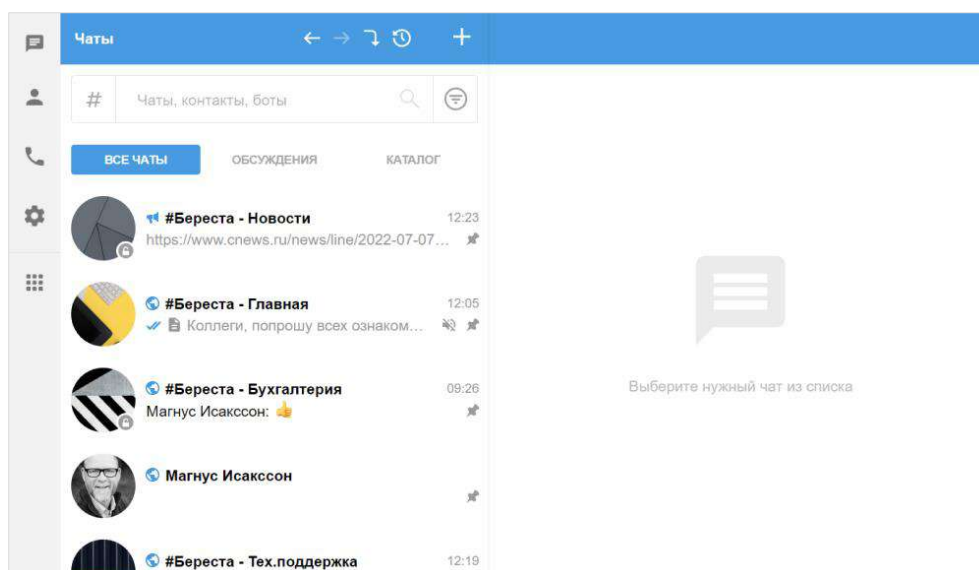 Чаты
# Чаты, контакты, боты
ВСЕ ЧАТЫ ОБСУЖДЕНИЯ КАТАЛОГ
#Береста - Новости 12:23
https://www.cnews.ru/news/line/2022-07-07...
#Береста - Главная 12:05
Коллеги, попрошу всех ознаком...
#Береста - Бухгалтерия 09:26
Магнус Исакссон: 👍
Магнус Исакссон
#Береста - Тех.поддержка 12:19
Выберите нужный чат из списка